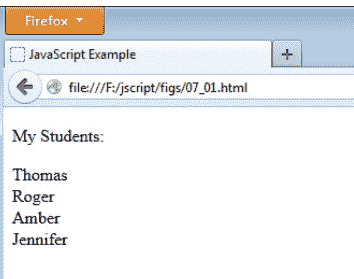 Firefox
JavaScript Example
+
file:///F:/jscript/figs/07_01.html
My Students:
Thomas
Roger
Amber
Jennifer